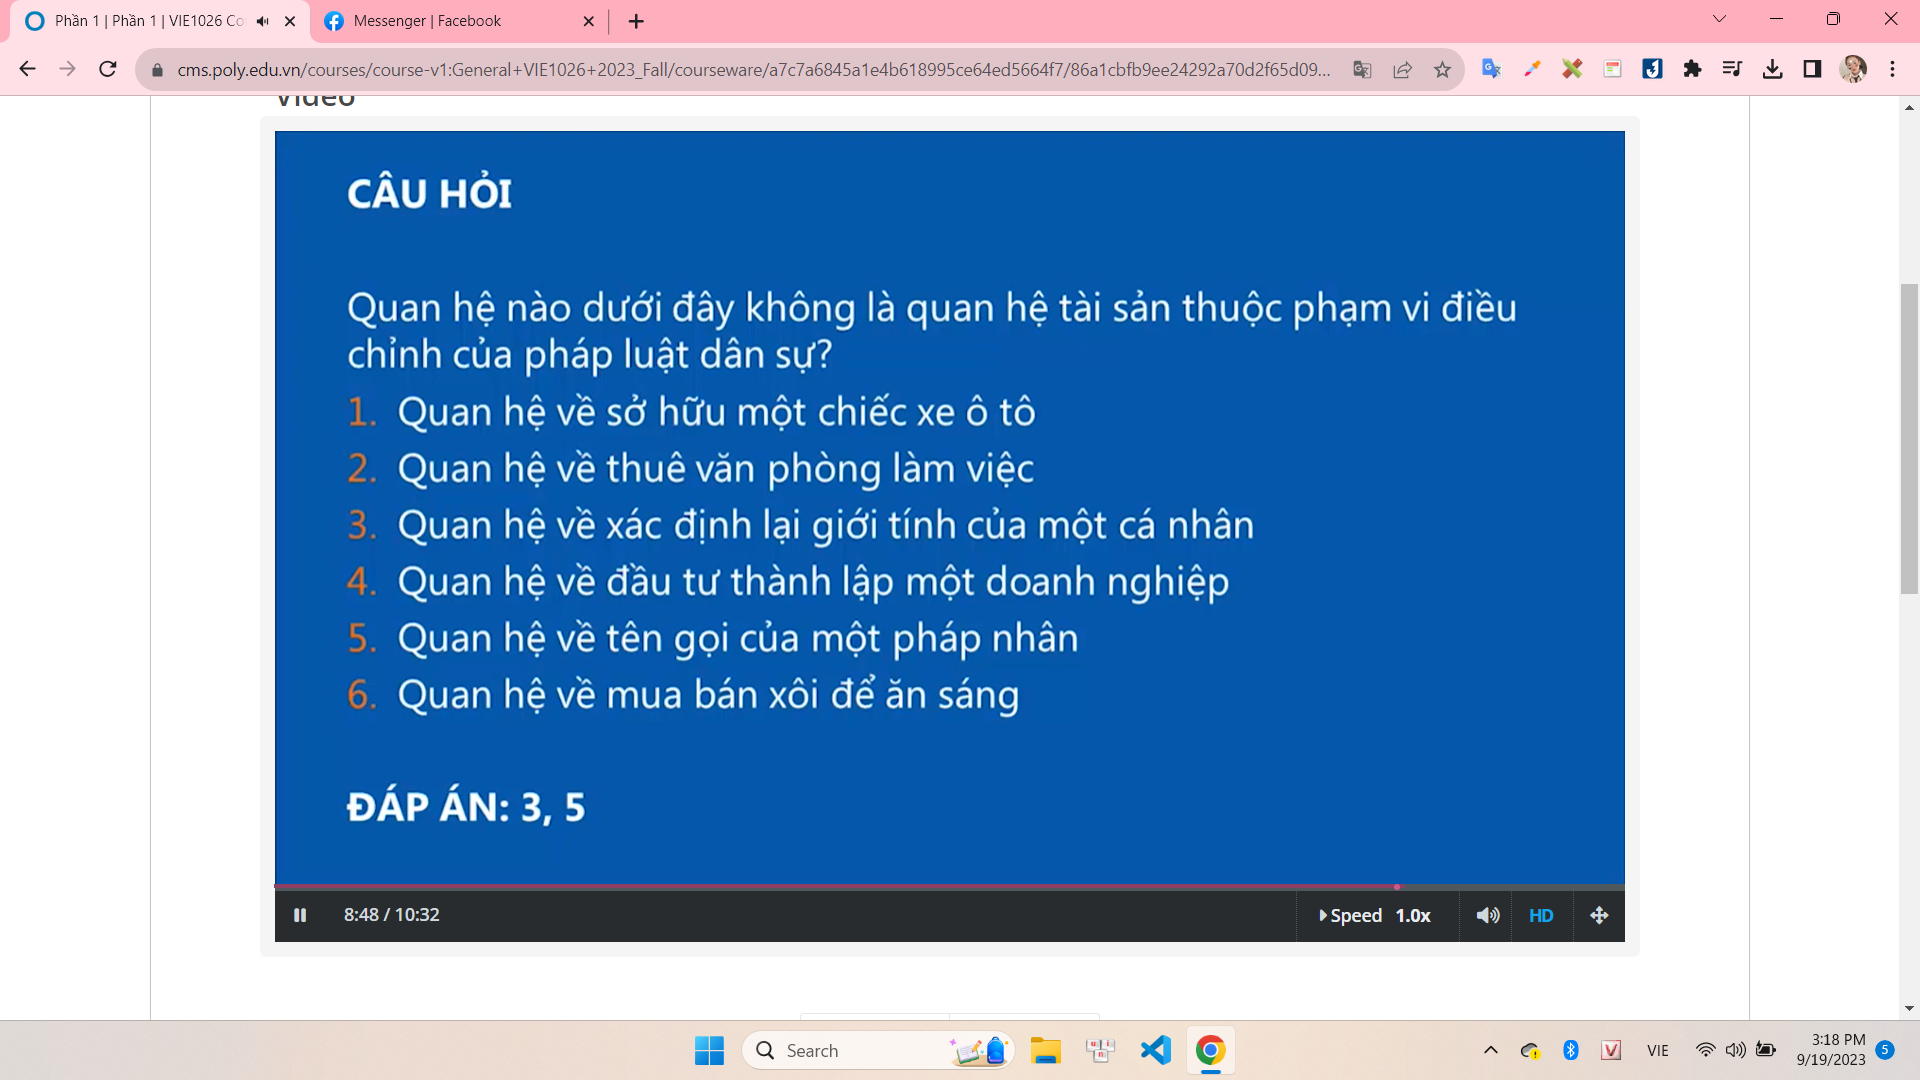 Phần 1 | Phần 1 | VIE1026 Co
Messenger | Facebook
cms.poly.edu.vn/courses/course-v1:General+VIE1026+2023_Fall/courseware/a7c7a6845a1e4b618995ce64ed5664f7/86a1cbfb9ee24292a70d2f65d09...
Video
CÂU HỎI
Quan hệ nào dưới đây không là quan hệ tài sản thuộc phạm vi điều
chỉnh của pháp luật dân sự?
1. Quan hệ về sở hữu một chiếc xe ô tô
2. Quan hệ về thuê văn phòng làm việc
3. Quan hệ về xác định lại giới tính của một cá nhân
4. Quan hệ về đầu tư thành lập một doanh nghiệp
5. Quan hệ về tên gọi của một pháp nhân
6. Quan hệ về mua bán xôi để ăn sáng
ĐÁP ÁN: 3, 5
8:48 / 10:32
Speed 1.0x
HD
Search
VIE
3:18 PM
9/19/2023
5